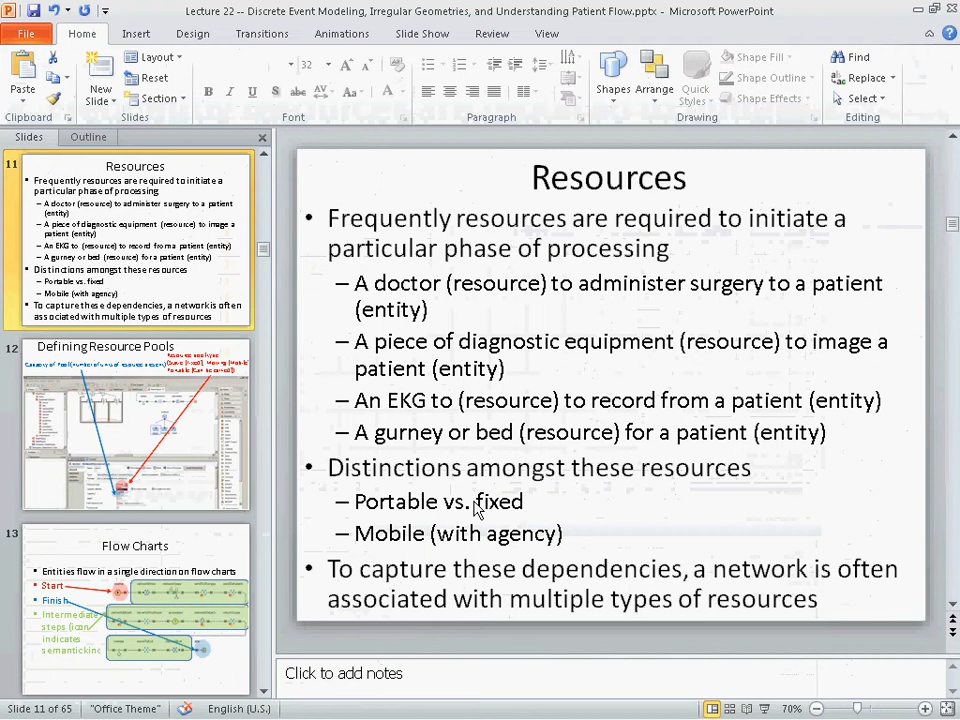 Lecture 22 -- Discrete Event Modeling, Irregular Geometries, and Understanding Patient Flow.pptx - Microsoft PowerPoint
File Home Insert Design Transitions Animations Slide Show Review View
Paste
Clipboard
New
Slide
Layout
Reset
Section
Slides
32
B I U S abc AV Aa A
Font
Paragraph
Shapes
Arrange
Quick
Styles
Shape Fill
Shape Outline
Shape Effects
Drawing
Find
Replace
Select
Editing
Slides Outline
11
Resources
• Frequently resources are required to initiate a
particular phase of processing
– A doctor (resource) to administer surgery to a patient
(entity)
– A piece of diagnostic equipment (resource) to image a
patient (entity)
– An EKG to (resource) to record from a patient (entity)
– A gurney or bed (resource) for a patient (entity)
• Distinctions amongst these resources
– Portable vs. fixed
– Mobile (with agency)
• To capture these dependencies, a network is often
associated with multiple types of resources
12
Defining Resource Pools
13
Flow Charts
• Entities flow in a single direction on flow charts
• Start
• Finish
• Intermediate
steps (icon
indicates
Resources
• Frequently resources are required to initiate a
particular phase of processing
– A doctor (resource) to administer surgery to a patient
(entity)
– A piece of diagnostic equipment (resource) to image a
patient (entity)
– An EKG to (resource) to record from a patient (entity)
– A gurney or bed (resource) for a patient (entity)
• Distinctions amongst these resources
– Portable vs. fixed
– Mobile (with agency)
• To capture these dependencies, a network is often
associated with multiple types of resources
Click to add notes
Slide 11 of 65 "Office Theme" English (U.S.) 70%